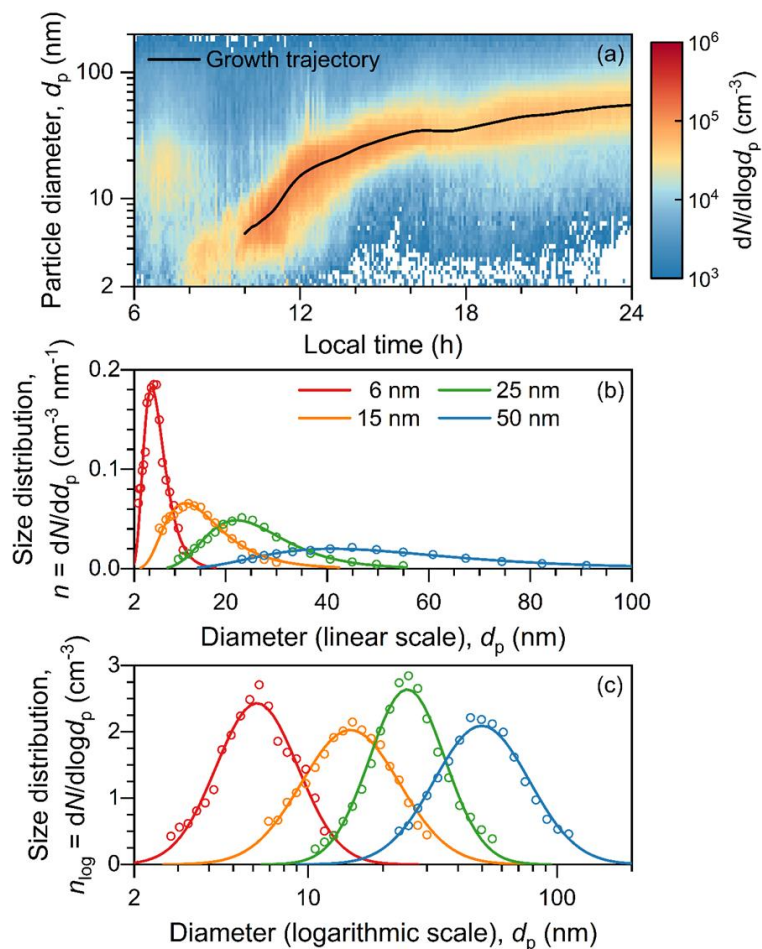 (a)
Growth trajectory
Particle diameter, dₚ (nm)
100
10
2
6
12
18
24
Local time (h)
10⁶
10⁵
10⁴
10³
dN/dlogdₚ (cm⁻³)
(b)
6 nm
25 nm
15 nm
50 nm
Size distribution,
n = dN/ddₚ (cm⁻³ nm⁻¹)
0.2
0.1
0.0
2
10
20
40
60
80
100
Diameter (linear scale), dₚ (nm)
(c)
Size distribution,
n_log = dN/dlogdₚ (cm⁻³)
3
2
1
0
2
10
100
Diameter (logarithmic scale), dₚ (nm)